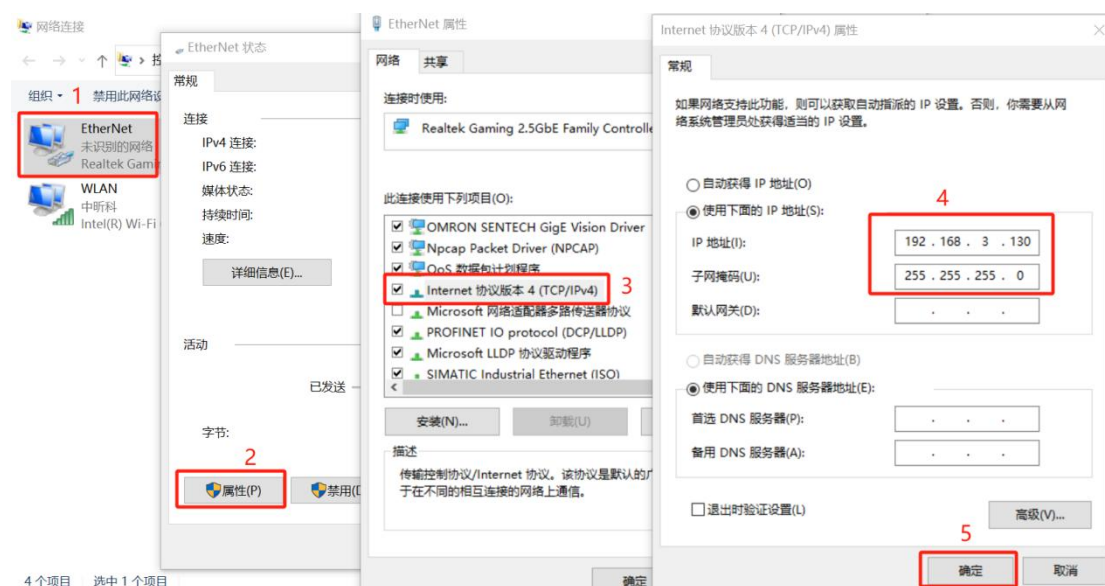 网络连接
组织
1
禁用此网络设
EtherNet
未识别的网络
Realtek Gami
WLAN
中昕科
Intel(R) Wi-Fi
4 个项目
选中 1 个项目
EtherNet 状态
常规
连接
IPv4 连接:
IPv6 连接:
媒体状态:
持续时间:
速度:
详细信息(E)...
活动
已发送
字节:
2
属性(P)
禁用(D
EtherNet 属性
网络
共享
连接时使用:
Realtek Gaming 2.5GbE Family Controlle
此连接使用下列项目(O):
OMRON SENTECH GigE Vision Driver
Npcap Packet Driver (NPCAP)
QoS 数据包计划程序
Internet 协议版本 4 (TCP/IPv4)
3
Microsoft 网络适配器多路传送器协议
PROFINET IO protocol (DCP/LLDP)
Microsoft LLDP 协议驱动程序
SIMATIC Industrial Ethernet (ISO)
安装(N)...
卸载(U)
描述
传输控制协议/Internet 协议。该协议是默认的广
于在不同的相互连接的网络上通信。
确定
Internet 协议版本 4 (TCP/IPv4) 属性
常规
如果网络支持此功能，则可以获取自动指派的 IP 设置。否则，你需要从网
络系统管理员处获得适当的 IP 设置。
自动获得 IP 地址(O)
使用下面的 IP 地址(S):
4
IP 地址(I):
192 . 168 . 3 . 130
子网掩码(U):
255 . 255 . 255 . 0
默认网关(D):
自动获得 DNS 服务器地址(B)
使用下面的 DNS 服务器地址(E):
首选 DNS 服务器(P):
备用 DNS 服务器(A):
退出时验证设置(L)
高级(V)...
5
确定
取消